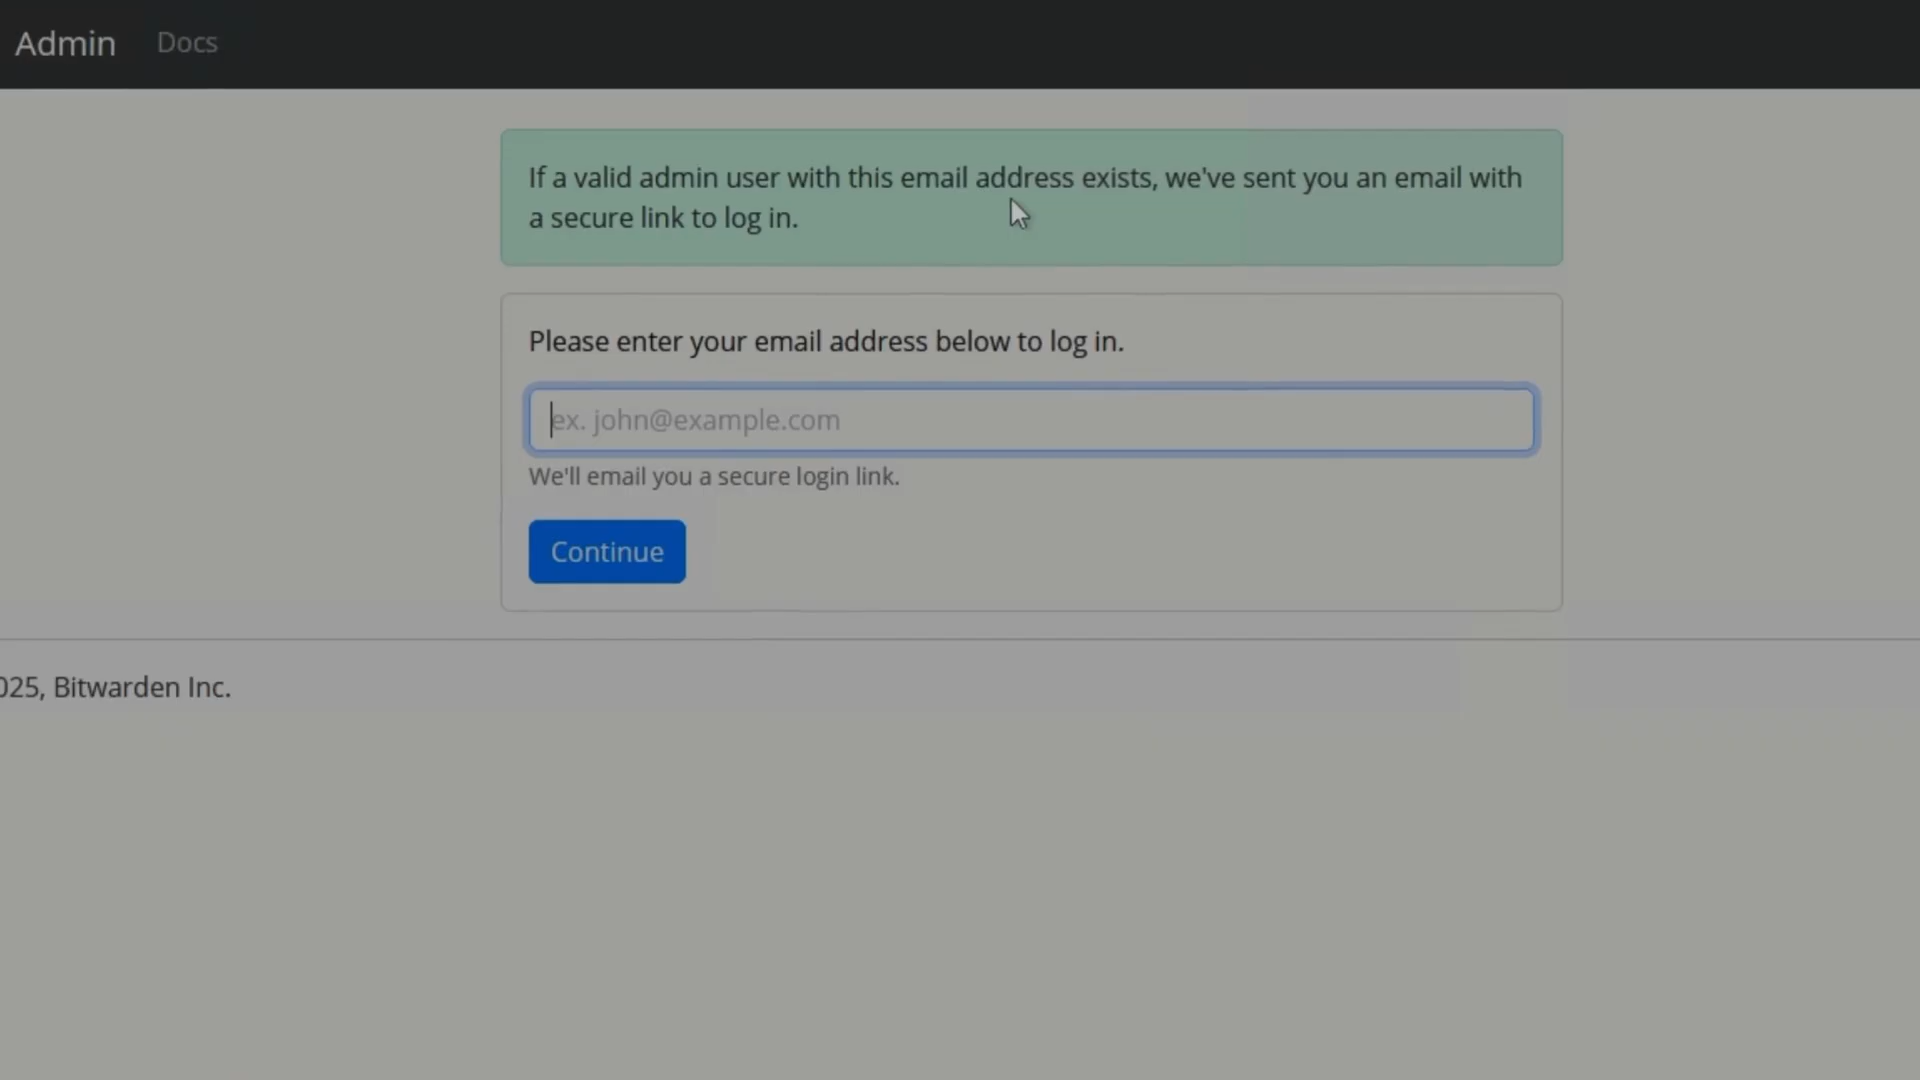 Admin Docs
If a valid admin user with this email address exists, we've sent you an email with
a secure link to log in.
Please enter your email address below to log in.
ex. john@example.com
We'll email you a secure login link.
Continue
025, Bitwarden Inc.